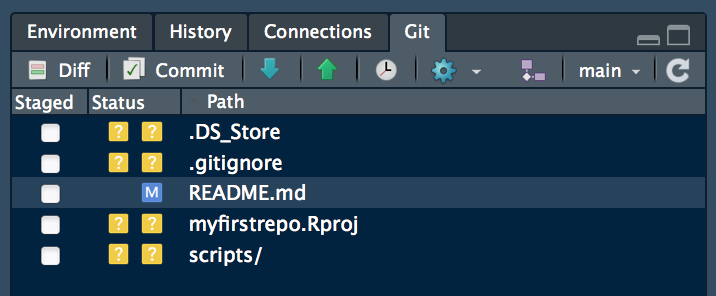 Environment History Connections Git
Diff Commit main
Staged Status Path
? ? .DS_Store
? ? .gitignore
M README.md
? ? myfirstrepo.Rproj
? ? scripts/